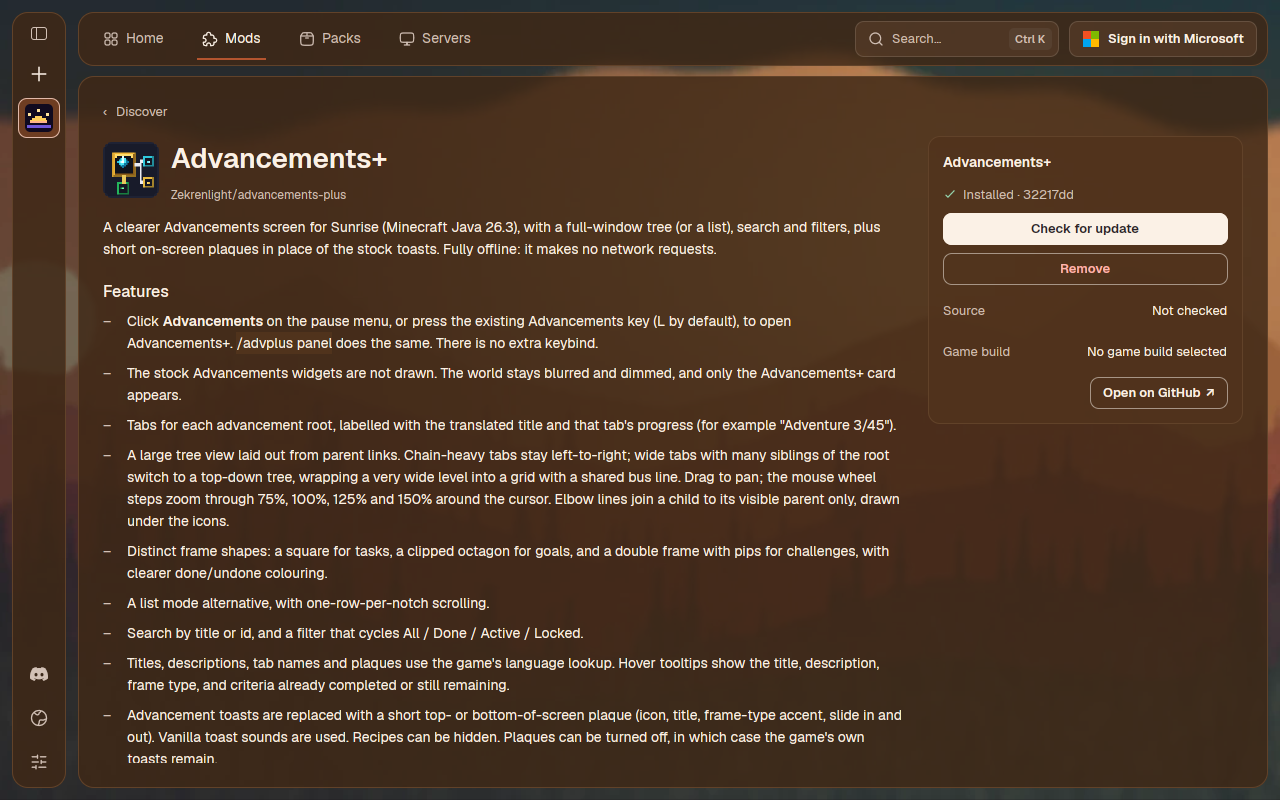 Home
Mods
Packs
Servers
Search...
Ctrl K
Sign in with Microsoft
‹ Discover
Advancements+
Zekrenlight/advancements-plus
A clearer Advancements screen for Sunrise (Minecraft Java 26.3), with a full-window tree (or a list), search and filters, plus
short on-screen plaques in place of the stock toasts. Fully offline: it makes no network requests.
Features
– Click Advancements on the pause menu, or press the existing Advancements key (L by default), to open
Advancements+. /advplus panel does the same. There is no extra keybind.
– The stock Advancements widgets are not drawn. The world stays blurred and dimmed, and only the Advancements+ card
appears.
– Tabs for each advancement root, labelled with the translated title and that tab's progress (for example "Adventure 3/45").
– A large tree view laid out from parent links. Chain-heavy tabs stay left-to-right; wide tabs with many siblings of the root
switch to a top-down tree, wrapping a very wide level into a grid with a shared bus line. Drag to pan; the mouse wheel
steps zoom through 75%, 100%, 125% and 150% around the cursor. Elbow lines join a child to its visible parent only, drawn
under the icons.
– Distinct frame shapes: a square for tasks, a clipped octagon for goals, and a double frame with pips for challenges, with
clearer done/undone colouring.
– A list mode alternative, with one-row-per-notch scrolling.
– Search by title or id, and a filter that cycles All / Done / Active / Locked.
– Titles, descriptions, tab names and plaques use the game's language lookup. Hover tooltips show the title, description,
frame type, and criteria already completed or still remaining.
– Advancement toasts are replaced with a short top- or bottom-of-screen plaque (icon, title, frame-type accent, slide in and
out). Vanilla toast sounds are used. Recipes can be hidden. Plaques can be turned off, in which case the game's own
toasts remain.
Advancements+
Installed · 32217dd
Check for update
Remove
Source Not checked
Game build No game build selected
Open on GitHub ↗